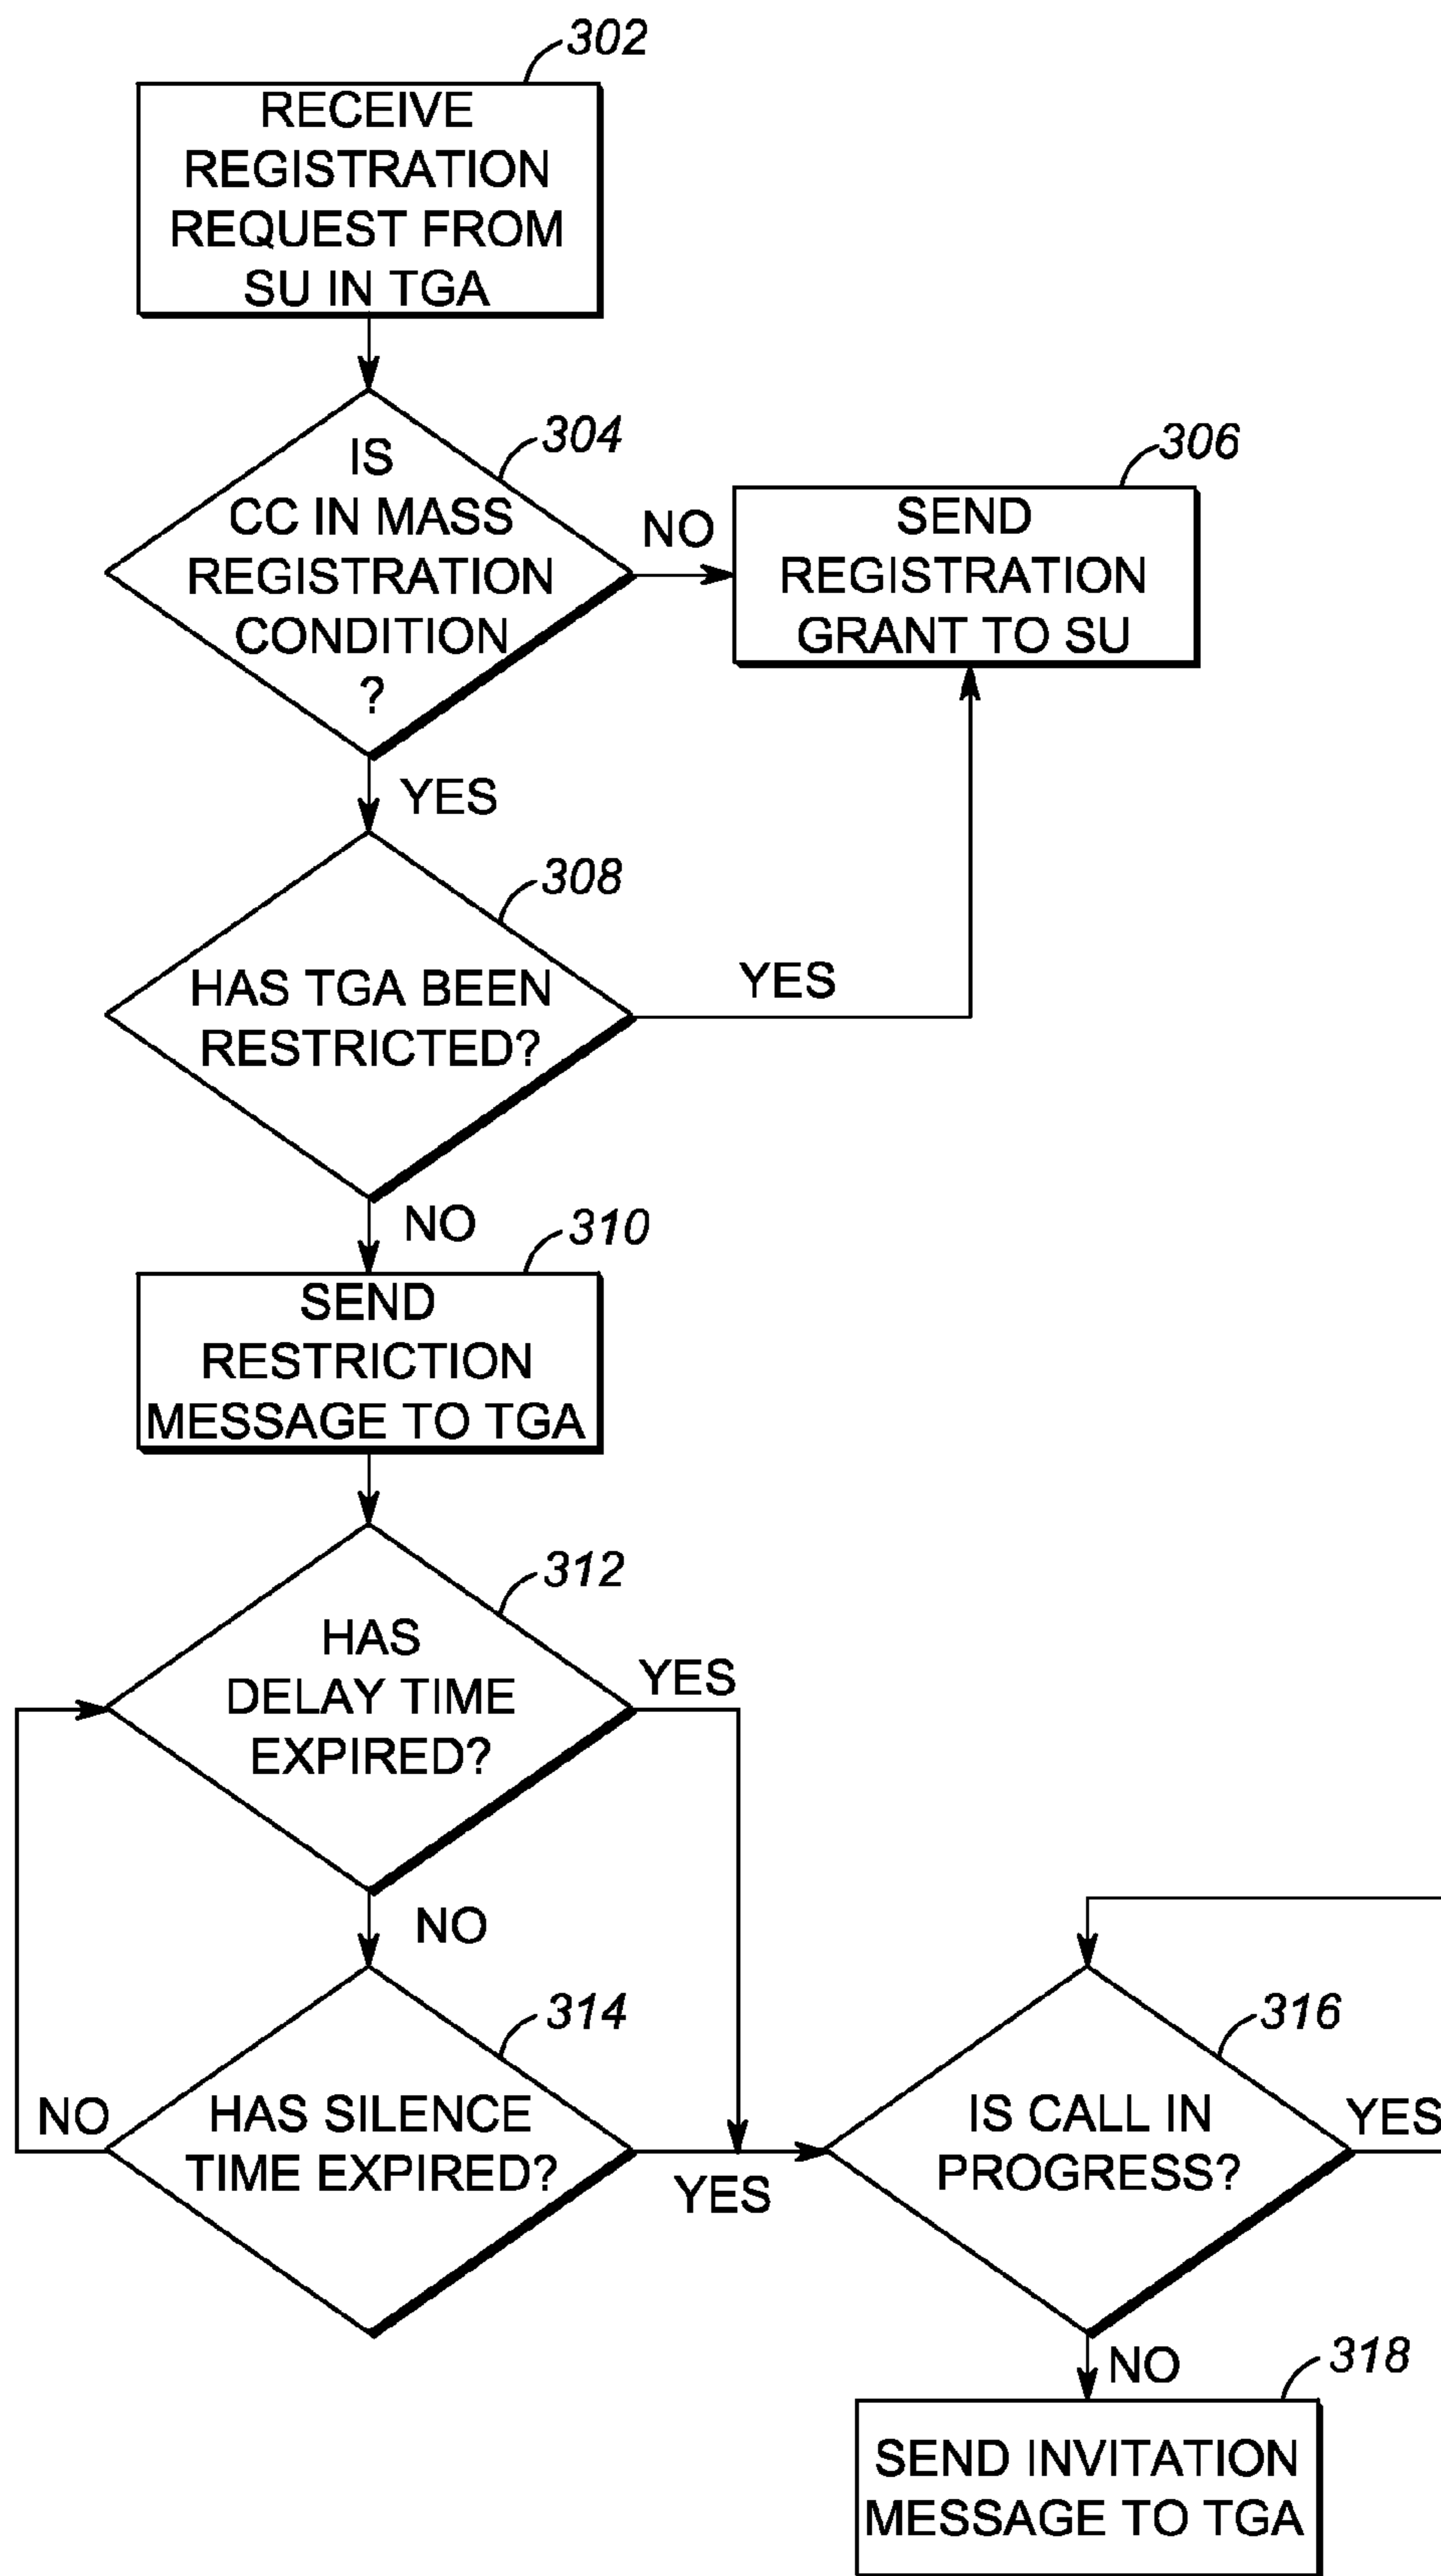 302
RECEIVE
REGISTRATION
REQUEST FROM
SU IN TGA
304
IS
CC IN MASS
REGISTRATION
CONDITION
?
NO
306
SEND
REGISTRATION
GRANT TO SU
YES
308
HAS TGA BEEN
RESTRICTED?
YES
NO
310
SEND
RESTRICTION
MESSAGE TO TGA
312
HAS
DELAY TIME
EXPIRED?
YES
NO
314
HAS SILENCE
TIME EXPIRED?
NO
YES
316
IS CALL IN
PROGRESS?
YES
NO
318
SEND INVITATION
MESSAGE TO TGA